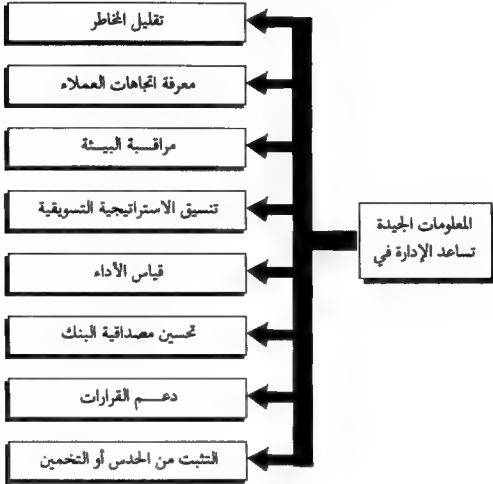 المعلومات الجيدة
تساعد الإدارة في
تقليل المخاطر
معرفة اتجاهات العملاء
مراقبة البيئة
تنسيق الاستراتيجية التسويقية
قياس الأداء
تحسين مصداقية البنك
دعم القرارات
التثبت من الحدس أو التخمين